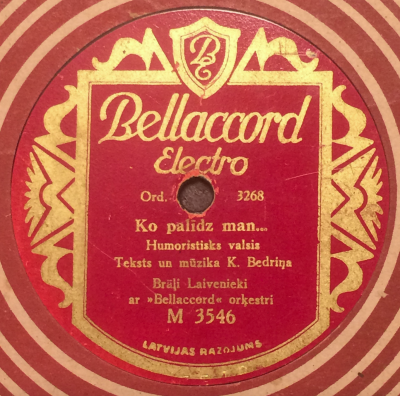 BE
Bellaccord
Electro
Ord. 3268
Ko palīdz man...
Humoristisks valsis
Teksts un mūzika K. Bedriņa
Brāļi Laivenieki
ar »Bellaccord« orķestri
M 3546
LATVIJAS RAŽOJUMS